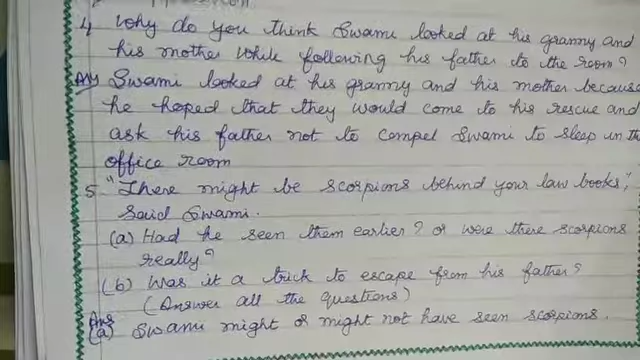 4 Why do you think Swami looked at his granny and
his mother while following his father to the room?
Ans Swami looked at his granny and his mother because
he hoped that they would come to his rescue and
ask his father not to compel Swami to sleep in the
office room
5 "There might be scorpions behind your law books,"
said Swami.
(a) Had he seen them earlier? or were there scorpions
really?
(b) Was it a trick to escape from his father?
(Answer all the questions)
Ans
(a) Swami might or might not have seen scorpions.